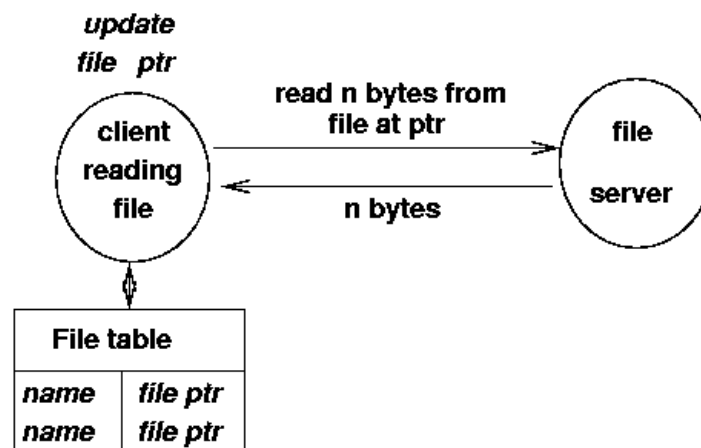 update
file ptr
client
reading
file
read n bytes from
file at ptr
n bytes
file
server
File table
name file ptr
name file ptr